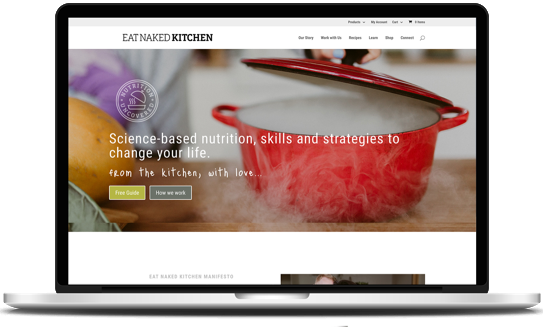 Products My Account Cart 0 Items
EAT NAKED KITCHEN
Our Story Work with Us Recipes Learn Shop Connect
NUTRITION
UNCOVERED
Science-based nutrition, skills and strategies to
change your life.
from the kitchen, with love...
Free Guide How we work
EAT NAKED KITCHEN MANIFESTO